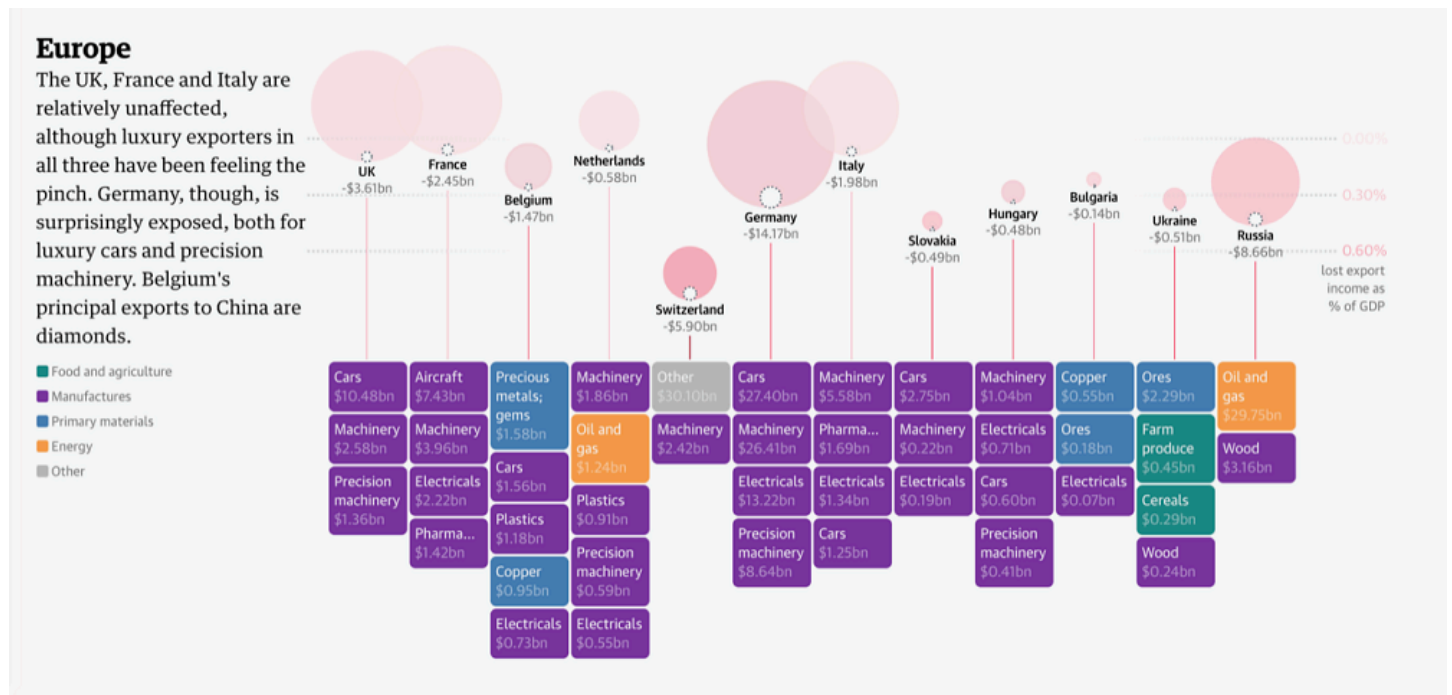 Europe
The UK, France and Italy are
relatively unaffected,
although luxury exporters in
all three have been feeling the
pinch. Germany, though, is
surprisingly exposed, both for
luxury cars and precision
machinery. Belgium's
principal exports to China are
diamonds.
Food and agriculture
Manufactures
Primary materials
Energy
Other
UK
-$3.61bn
France
-$2.45bn
Belgium
-$1.47bn
Netherlands
-$0.58bn
Switzerland
-$5.90bn
Germany
-$14.17bn
Italy
-$1.98bn
Slovakia
-$0.49bn
Hungary
-$0.48bn
Bulgaria
-$0.14bn
Ukraine
-$0.51bn
Russia
-$8.66bn
0.00%
0.30%
0.60%
lost export
income as
% of GDP
Cars
$10.48bn
Machinery
$2.58bn
Precision
machinery
$1.36bn
Aircraft
$7.43bn
Machinery
$3.96bn
Electricals
$2.22bn
Pharma...
$1.42bn
Precious
metals;
gems
$1.58bn
Cars
$1.56bn
Plastics
$1.18bn
Copper
$0.95bn
Electricals
$0.73bn
Machinery
$1.86bn
Oil and
gas
$1.24bn
Plastics
$0.91bn
Precision
machinery
$0.59bn
Electricals
$0.55bn
Other
$30.10bn
Machinery
$2.42bn
Cars
$27.40bn
Machinery
$26.41bn
Electricals
$13.22bn
Precision
machinery
$8.64bn
Machinery
$5.58bn
Pharma...
$1.69bn
Electricals
$1.34bn
Cars
$1.25bn
Cars
$2.75bn
Machinery
$0.22bn
Electricals
$0.19bn
Machinery
$1.04bn
Electricals
$0.71bn
Cars
$0.60bn
Precision
machinery
$0.41bn
Copper
$0.55bn
Ores
$0.18bn
Electricals
$0.07bn
Ores
$2.29bn
Farm
produce
$0.45bn
Cereals
$0.29bn
Wood
$0.24bn
Oil and
gas
$29.75bn
Wood
$3.16bn